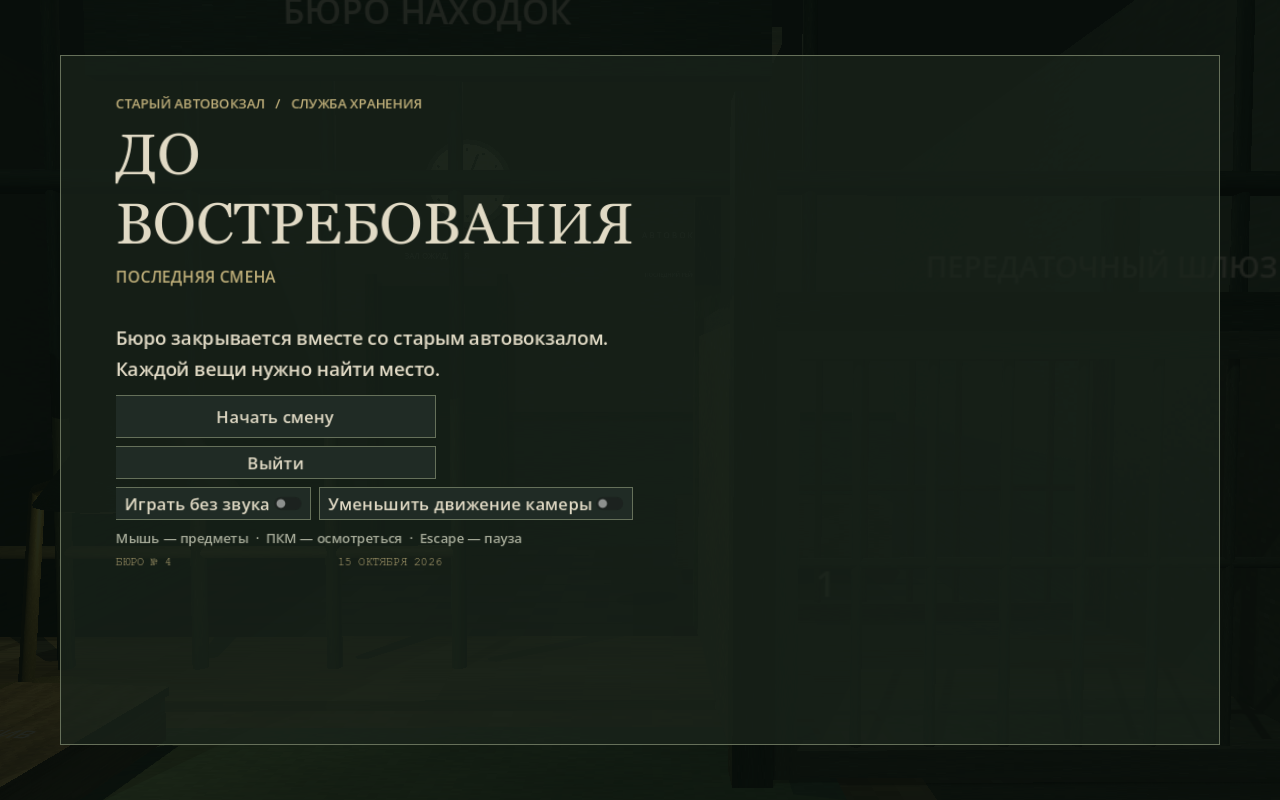 БЮРО НАХОДОК
СТАРЫЙ АВТОВОКЗАЛ / СЛУЖБА ХРАНЕНИЯ
ДО
ВОСТРЕБОВАНИЯ
ПЕРЕДАТОЧНЫЙ ШЛЮЗ
ПОСЛЕДНЯЯ СМЕНА
Бюро закрывается вместе со старым автовокзалом.
Каждой вещи нужно найти место.
Начать смену
Выйти
Играть без звука
Уменьшить движение камеры
Мышь — предметы · ПКМ — осмотреться · Escape — пауза
БЮРО № 4
15 ОКТЯБРЯ 2026
1